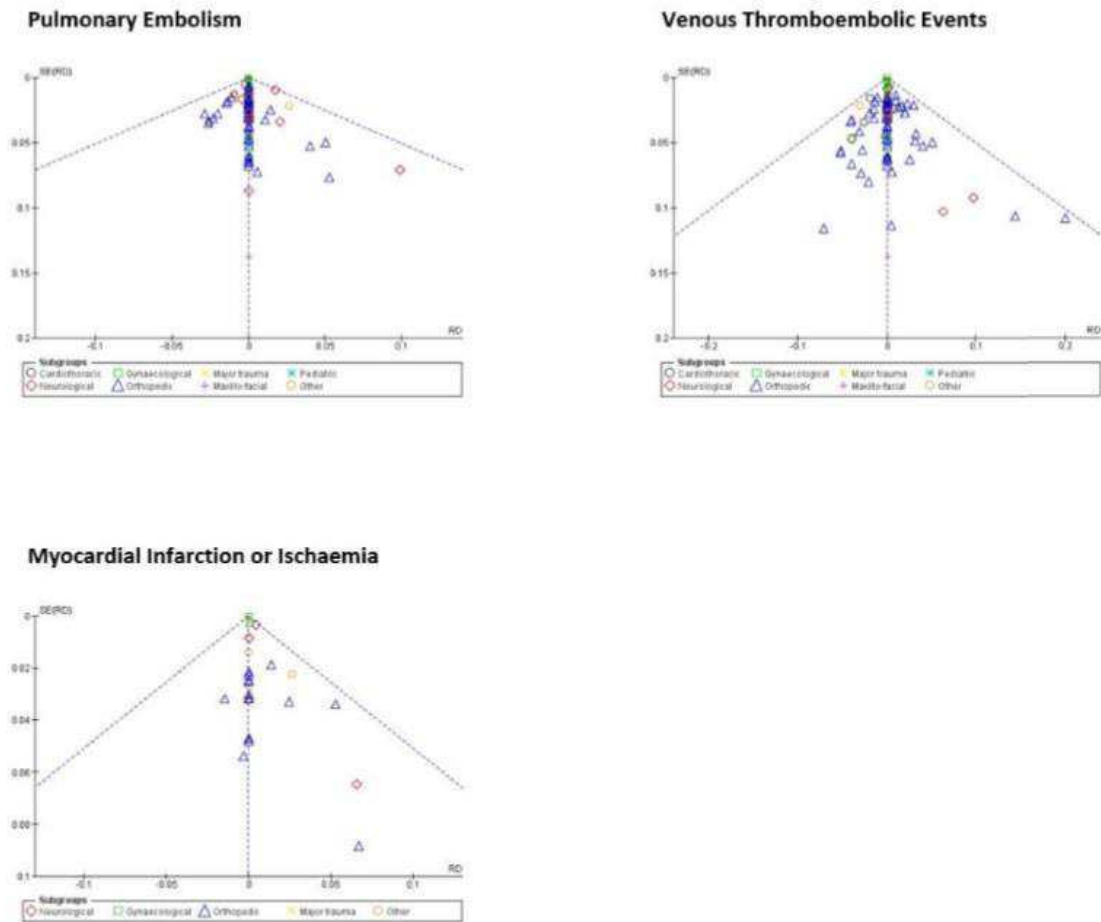 Pulmonary Embolism
SE(RD)
0
0.05
0.1
0.15
0.2
-0.1
-0.05
0
0.05
0.1
RD
Subgroups
Cardiothoracic Gynaecological Major trauma Pediatric
Neurological Orthopedic Maxilo-facial Other
Venous Thromboembolic Events
SE(RD)
0
0.05
0.1
0.15
0.2
-0.2
-0.1
0
0.1
0.2
RD
Subgroups
Cardiothoracic Gynaecological Major trauma Pediatric
Neurological Orthopedic Maxilo-facial Other
Myocardial Infarction or Ischaemia
SE(RD)
0
0.02
0.04
0.06
0.08
0.1
-0.1
-0.05
0
0.05
0.1
RD
Subgroups
Neurological Gynaecological Orthopedic Major trauma Other